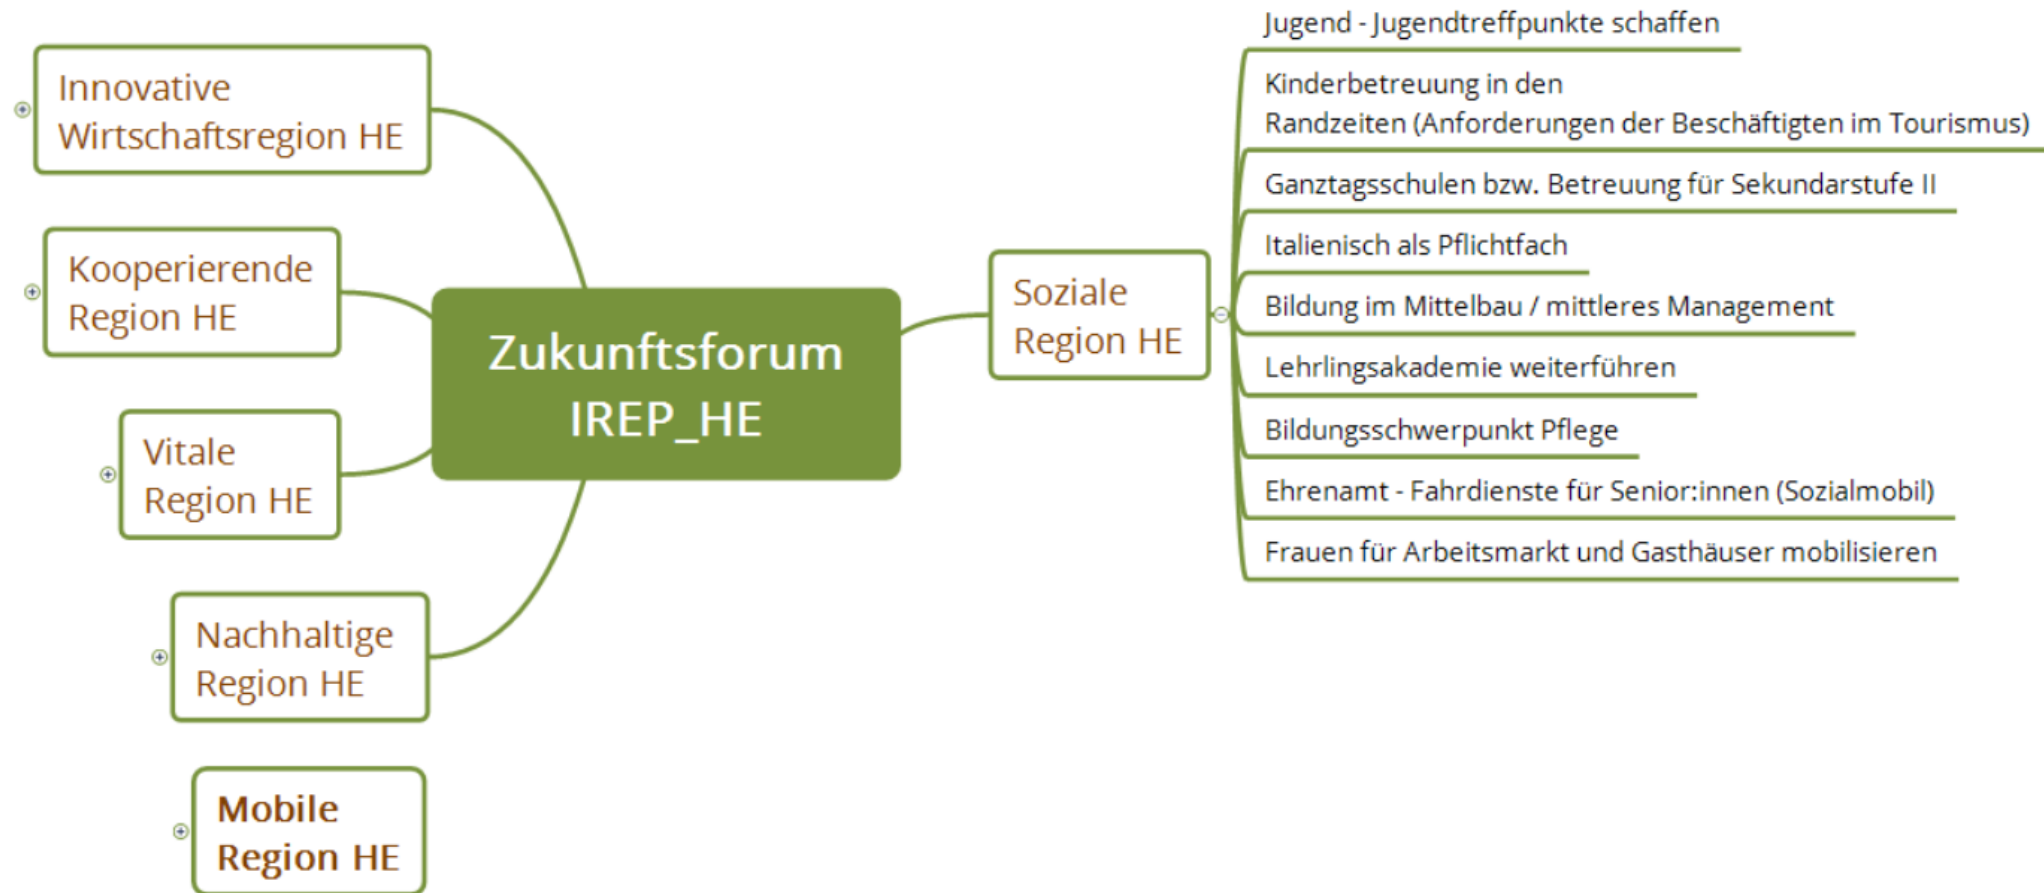 Innovative
Wirtschaftsregion HE
Kooperierende
Region HE
Vitale
Region HE
Nachhaltige
Region HE
Mobile
Region HE
Zukunftsforum
IREP_HE
Soziale
Region HE
Jugend - Jugendtreffpunkte schaffen
Kinderbetreuung in den
Randzeiten (Anforderungen der Beschäftigten im Tourismus)
Ganztagsschulen bzw. Betreuung für Sekundarstufe II
Italienisch als Pflichtfach
Bildung im Mittelbau / mittleres Management
Lehrlingsakademie weiterführen
Bildungsschwerpunkt Pflege
Ehrenamt - Fahrdienste für Senior:innen (Sozialmobil)
Frauen für Arbeitsmarkt und Gasthäuser mobilisieren